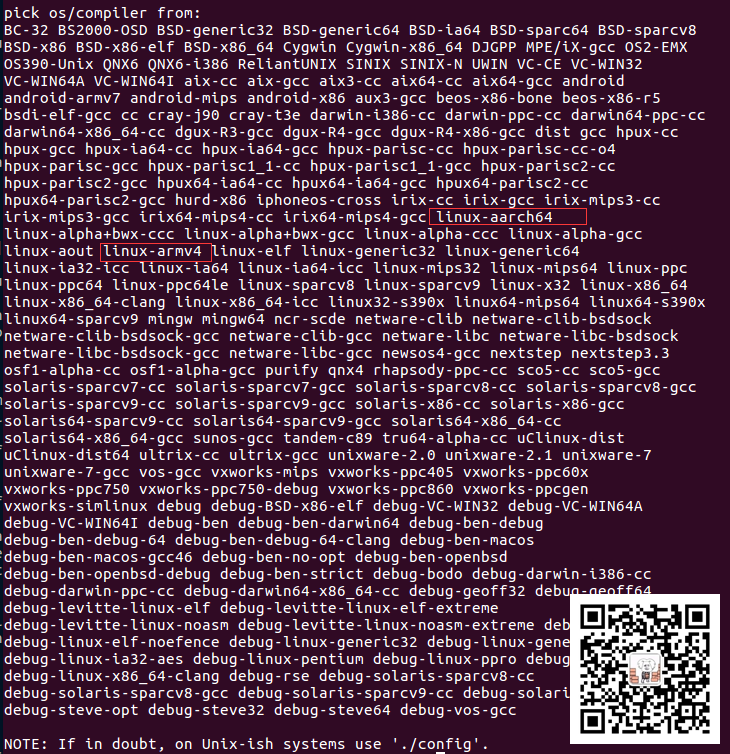 pick os/compiler from:
BC-32 BS2000-OSD BSD-generic32 BSD-generic64 BSD-ia64 BSD-sparc64 BSD-sparcv8
BSD-x86 BSD-x86-elf BSD-x86_64 Cygwin Cygwin-x86_64 DJGPP MPE/iX-gcc OS2-EMX
OS390-Unix QNX6 QNX6-i386 ReliantUNIX SINIX SINIX-N UWIN VC-CE VC-WIN32
VC-WIN64A VC-WIN64I aix-cc aix-gcc aix3-cc aix64-cc aix64-gcc android
android-armv7 android-mips android-x86 aux3-gcc beos-x86-bone beos-x86-r5
bsdi-elf-gcc cc cray-j90 cray-t3e darwin-i386-cc darwin-ppc-cc darwin64-ppc-cc
darwin64-x86_64-cc dgux-R3-gcc dgux-R4-gcc dgux-R4-x86-gcc dist gcc hpux-cc
hpux-gcc hpux-ia64-cc hpux-ia64-gcc hpux-parisc-cc hpux-parisc-cc-o4
hpux-parisc-gcc hpux-parisc1_1-cc hpux-parisc1_1-gcc hpux-parisc2-cc
hpux-parisc2-gcc hpux64-ia64-cc hpux64-ia64-gcc hpux64-parisc2-cc
hpux64-parisc2-gcc hurd-x86 iphoneos-cross irix-cc irix-gcc irix-mips3-cc
irix-mips3-gcc irix64-mips4-cc irix64-mips4-gcc linux-aarch64
linux-alpha+bwx-ccc linux-alpha+bwx-gcc linux-alpha-ccc linux-alpha-gcc
linux-aout linux-armv4 linux-elf linux-generic32 linux-generic64
linux-ia32-icc linux-ia64 linux-ia64-icc linux-mips32 linux-mips64 linux-ppc
linux-ppc64 linux-ppc64le linux-sparcv8 linux-sparcv9 linux-x32 linux-x86_64
linux-x86_64-clang linux-x86_64-icc linux32-s390x linux64-mips64 linux64-s390x
linux64-sparcv9 mingw mingw64 ncr-scde netware-clib netware-clib-bsdsock
netware-clib-bsdsock-gcc netware-clib-gcc netware-libc netware-libc-bsdsock
netware-libc-bsdsock-gcc netware-libc-gcc newsos4-gcc nextstep nextstep3.3
osf1-alpha-cc osf1-alpha-gcc purify qnx4 rhapsody-ppc-cc sco5-cc sco5-gcc
solaris-sparcv7-cc solaris-sparcv7-gcc solaris-sparcv8-cc solaris-sparcv8-gcc
solaris-sparcv9-cc solaris-sparcv9-gcc solaris-x86-cc solaris-x86-gcc
solaris64-sparcv9-cc solaris64-sparcv9-gcc solaris64-x86_64-cc
solaris64-x86_64-gcc sunos-gcc tandem-c89 tru64-alpha-cc uClinux-dist
uClinux-dist64 ultrix-cc ultrix-gcc unixware-2.0 unixware-2.1 unixware-7
unixware-7-gcc vos-gcc vxworks-mips vxworks-ppc405 vxworks-ppc60x
vxworks-ppc750 vxworks-ppc750-debug vxworks-ppc860 vxworks-ppcgen
vxworks-simlinux debug debug-BSD-x86-elf debug-VC-WIN32 debug-VC-WIN64A
debug-VC-WIN64I debug-ben debug-ben-darwin64 debug-ben-debug
debug-ben-debug-64 debug-ben-debug-64-clang debug-ben-macos
debug-ben-macos-gcc46 debug-ben-no-opt debug-ben-openbsd
debug-ben-openbsd-debug debug-ben-strict debug-bodo debug-darwin-i386-cc
debug-darwin-ppc-cc debug-darwin64-x86_64-cc debug-geoff32 debug-geoff64
debug-levitte-linux-elf debug-levitte-linux-elf-extreme
debug-levitte-linux-noasm debug-levitte-linux-noasm-extreme deb
debug-linux-elf-noefence debug-linux-generic32 debug-linux-gene
debug-linux-ia32-aes debug-linux-pentium debug-linux-ppro debug
debug-linux-x86_64-clang debug-rse debug-solaris-sparcv8-cc
debug-solaris-sparcv8-gcc debug-solaris-sparcv9-cc debug-solari
debug-steve-opt debug-steve32 debug-steve64 debug-vos-gcc
NOTE: If in doubt, on Unix-ish systems use './config'.